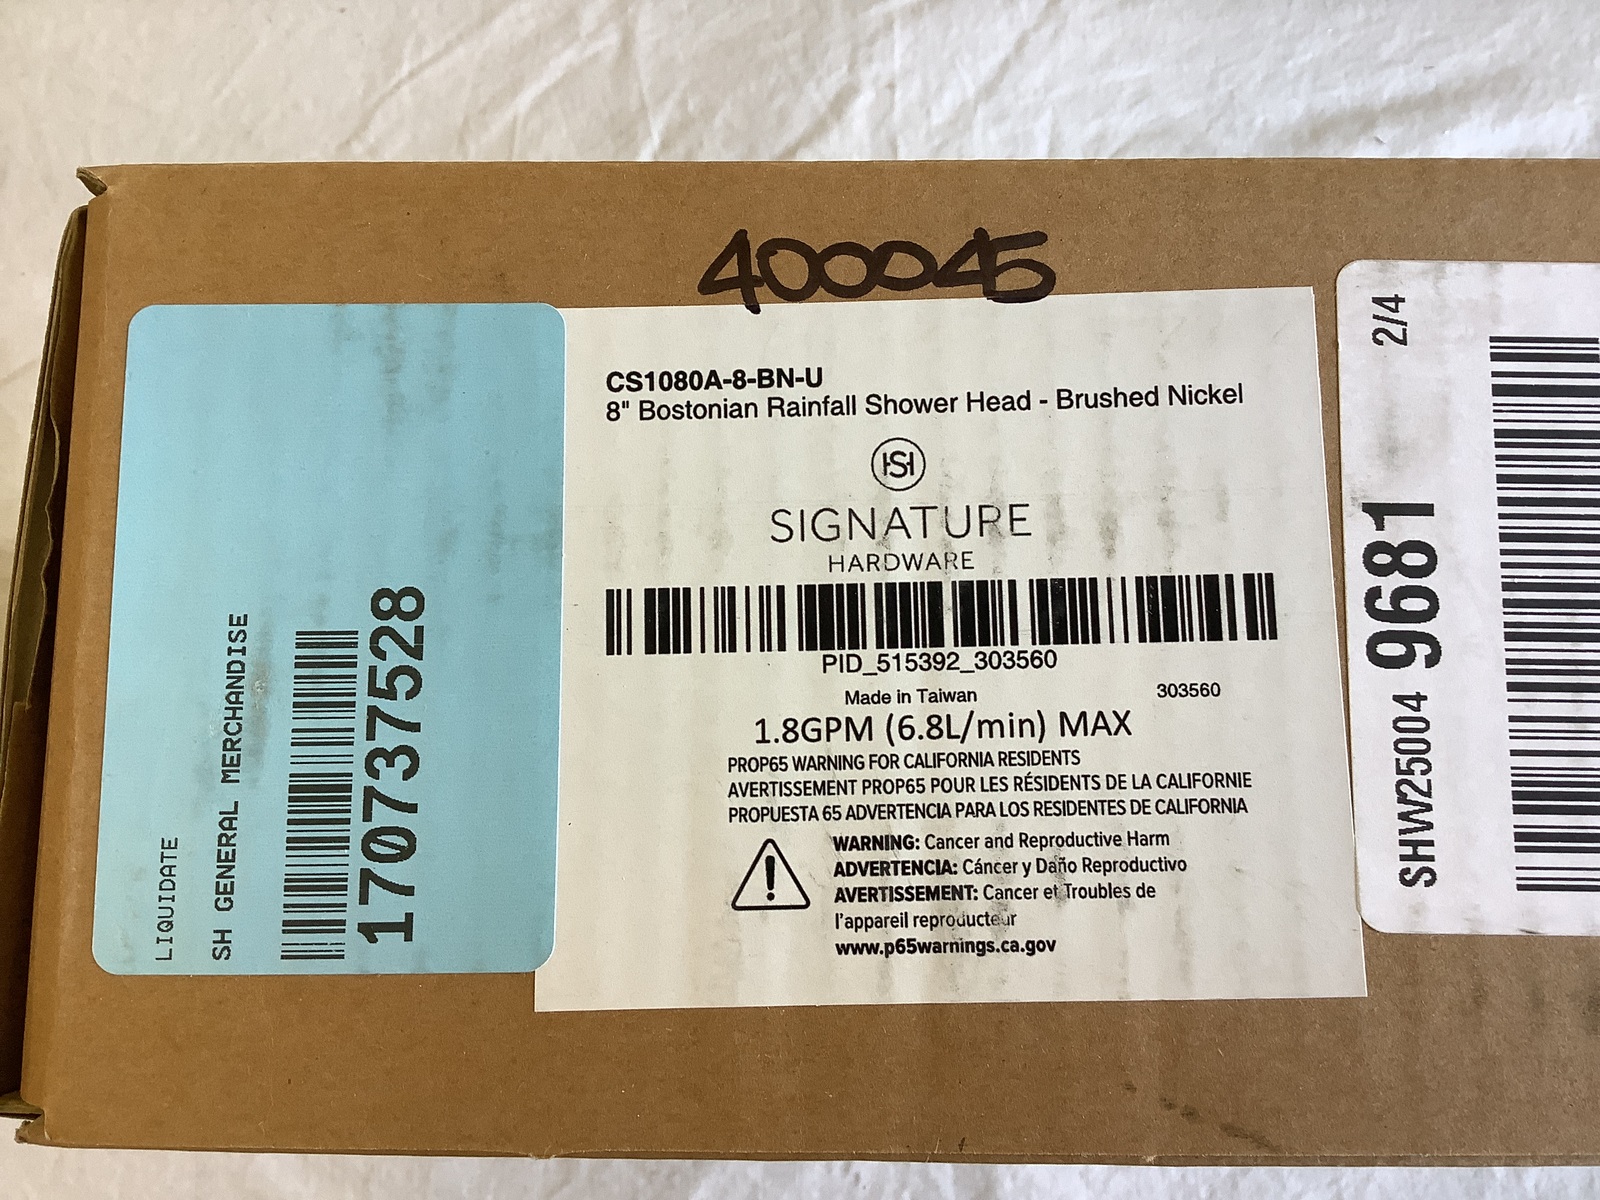 400045
LIQUIDATE
SH GENERAL MERCHANDISE
1707377528
CS1080A-8-BN-U
8" Bostonian Rainfall Shower Head - Brushed Nickel
SIGNATURE
HARDWARE
PID_515392_303560
Made in Taiwan
303560
1.8GPM (6.8L/min) MAX
PROP65 WARNING FOR CALIFORNIA RESIDENTS
AVERTISSEMENT PROP65 POUR LES RÉSIDENTS DE LA CALIFORNIE
PROPUESTA 65 ADVERTENCIA PARA LOS RESIDENTES DE CALIFORNIA
WARNING: Cancer and Reproductive Harm
ADVERTENCIA: Cáncer y Daño Reproductivo
AVERTISSEMENT: Cancer et Troubles de
l'appareil reproducteur
www.p65warnings.ca.gov
2/4
SHW25004 9681